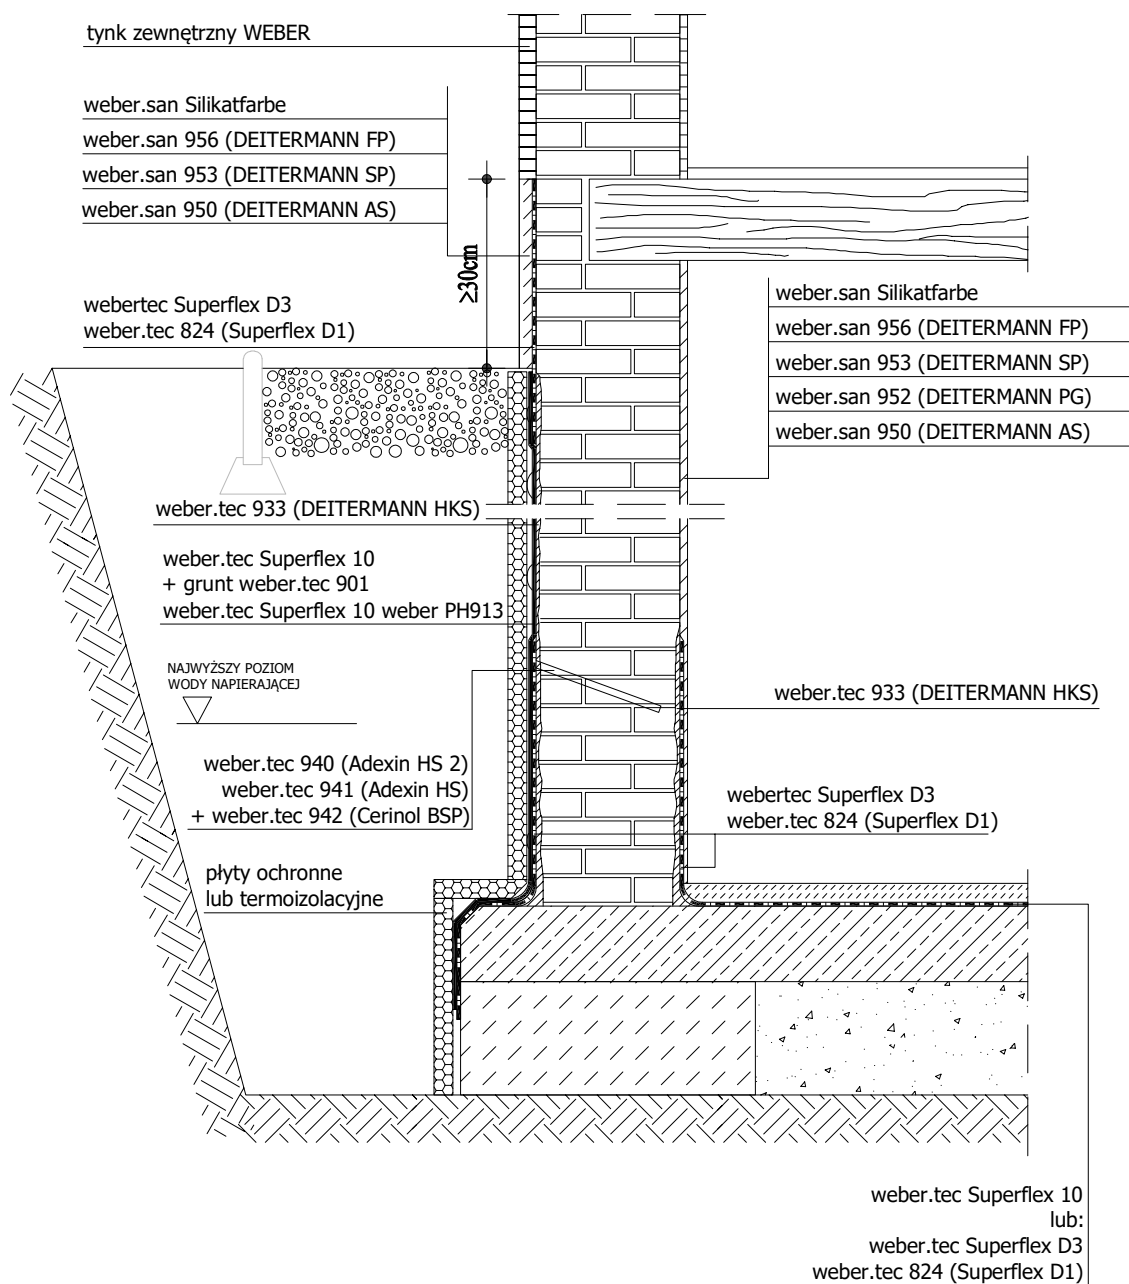 tynk zewnętrzny WEBER
weber.san Silikatfarbe
weber.san 956 (DEITERMANN FP)
weber.san 953 (DEITERMANN SP)
weber.san 950 (DEITERMANN AS)
≥30cm
webertec Superflex D3
weber.tec 824 (Superflex D1)
weber.san Silikatfarbe
weber.san 956 (DEITERMANN FP)
weber.san 953 (DEITERMANN SP)
weber.san 952 (DEITERMANN PG)
weber.san 950 (DEITERMANN AS)
weber.tec 933 (DEITERMANN HKS)
weber.tec Superflex 10
+ grunt weber.tec 901
weber.tec Superflex 10 weber PH913
NAJWYŻSZY POZIOM
WODY NAPIERAJĄCEJ
weber.tec 933 (DEITERMANN HKS)
weber.tec 940 (Adexin HS 2)
weber.tec 941 (Adexin HS)
+ weber.tec 942 (Cerinol BSP)
webertec Superflex D3
weber.tec 824 (Superflex D1)
płyty ochronne
lub termoizolacyjne
weber.tec Superflex 10
lub:
weber.tec Superflex D3
weber.tec 824 (Superflex D1)